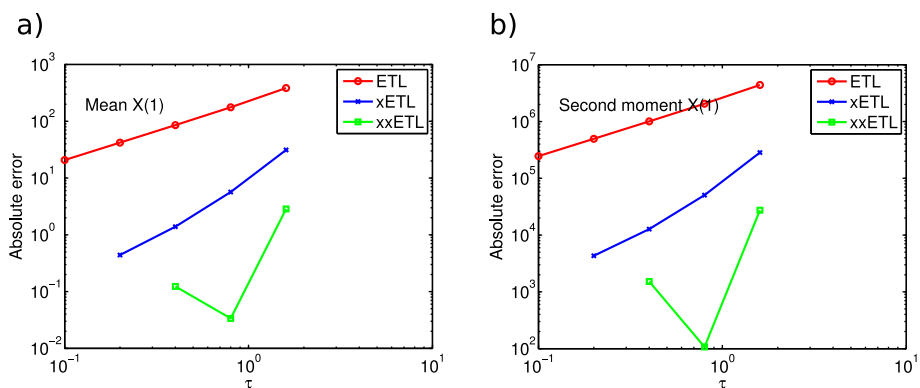 a)
10³
10²
10¹
10⁰
10⁻¹
10⁻²
Absolute error
Mean X(1)
ETL
xETL
xxETL
10⁻¹
10⁰
10¹
τ
b)
10⁷
10⁶
10⁵
10⁴
10³
10²
Absolute error
Second moment X(1)
ETL
xETL
xxETL
10⁻¹
10⁰
10¹
τ